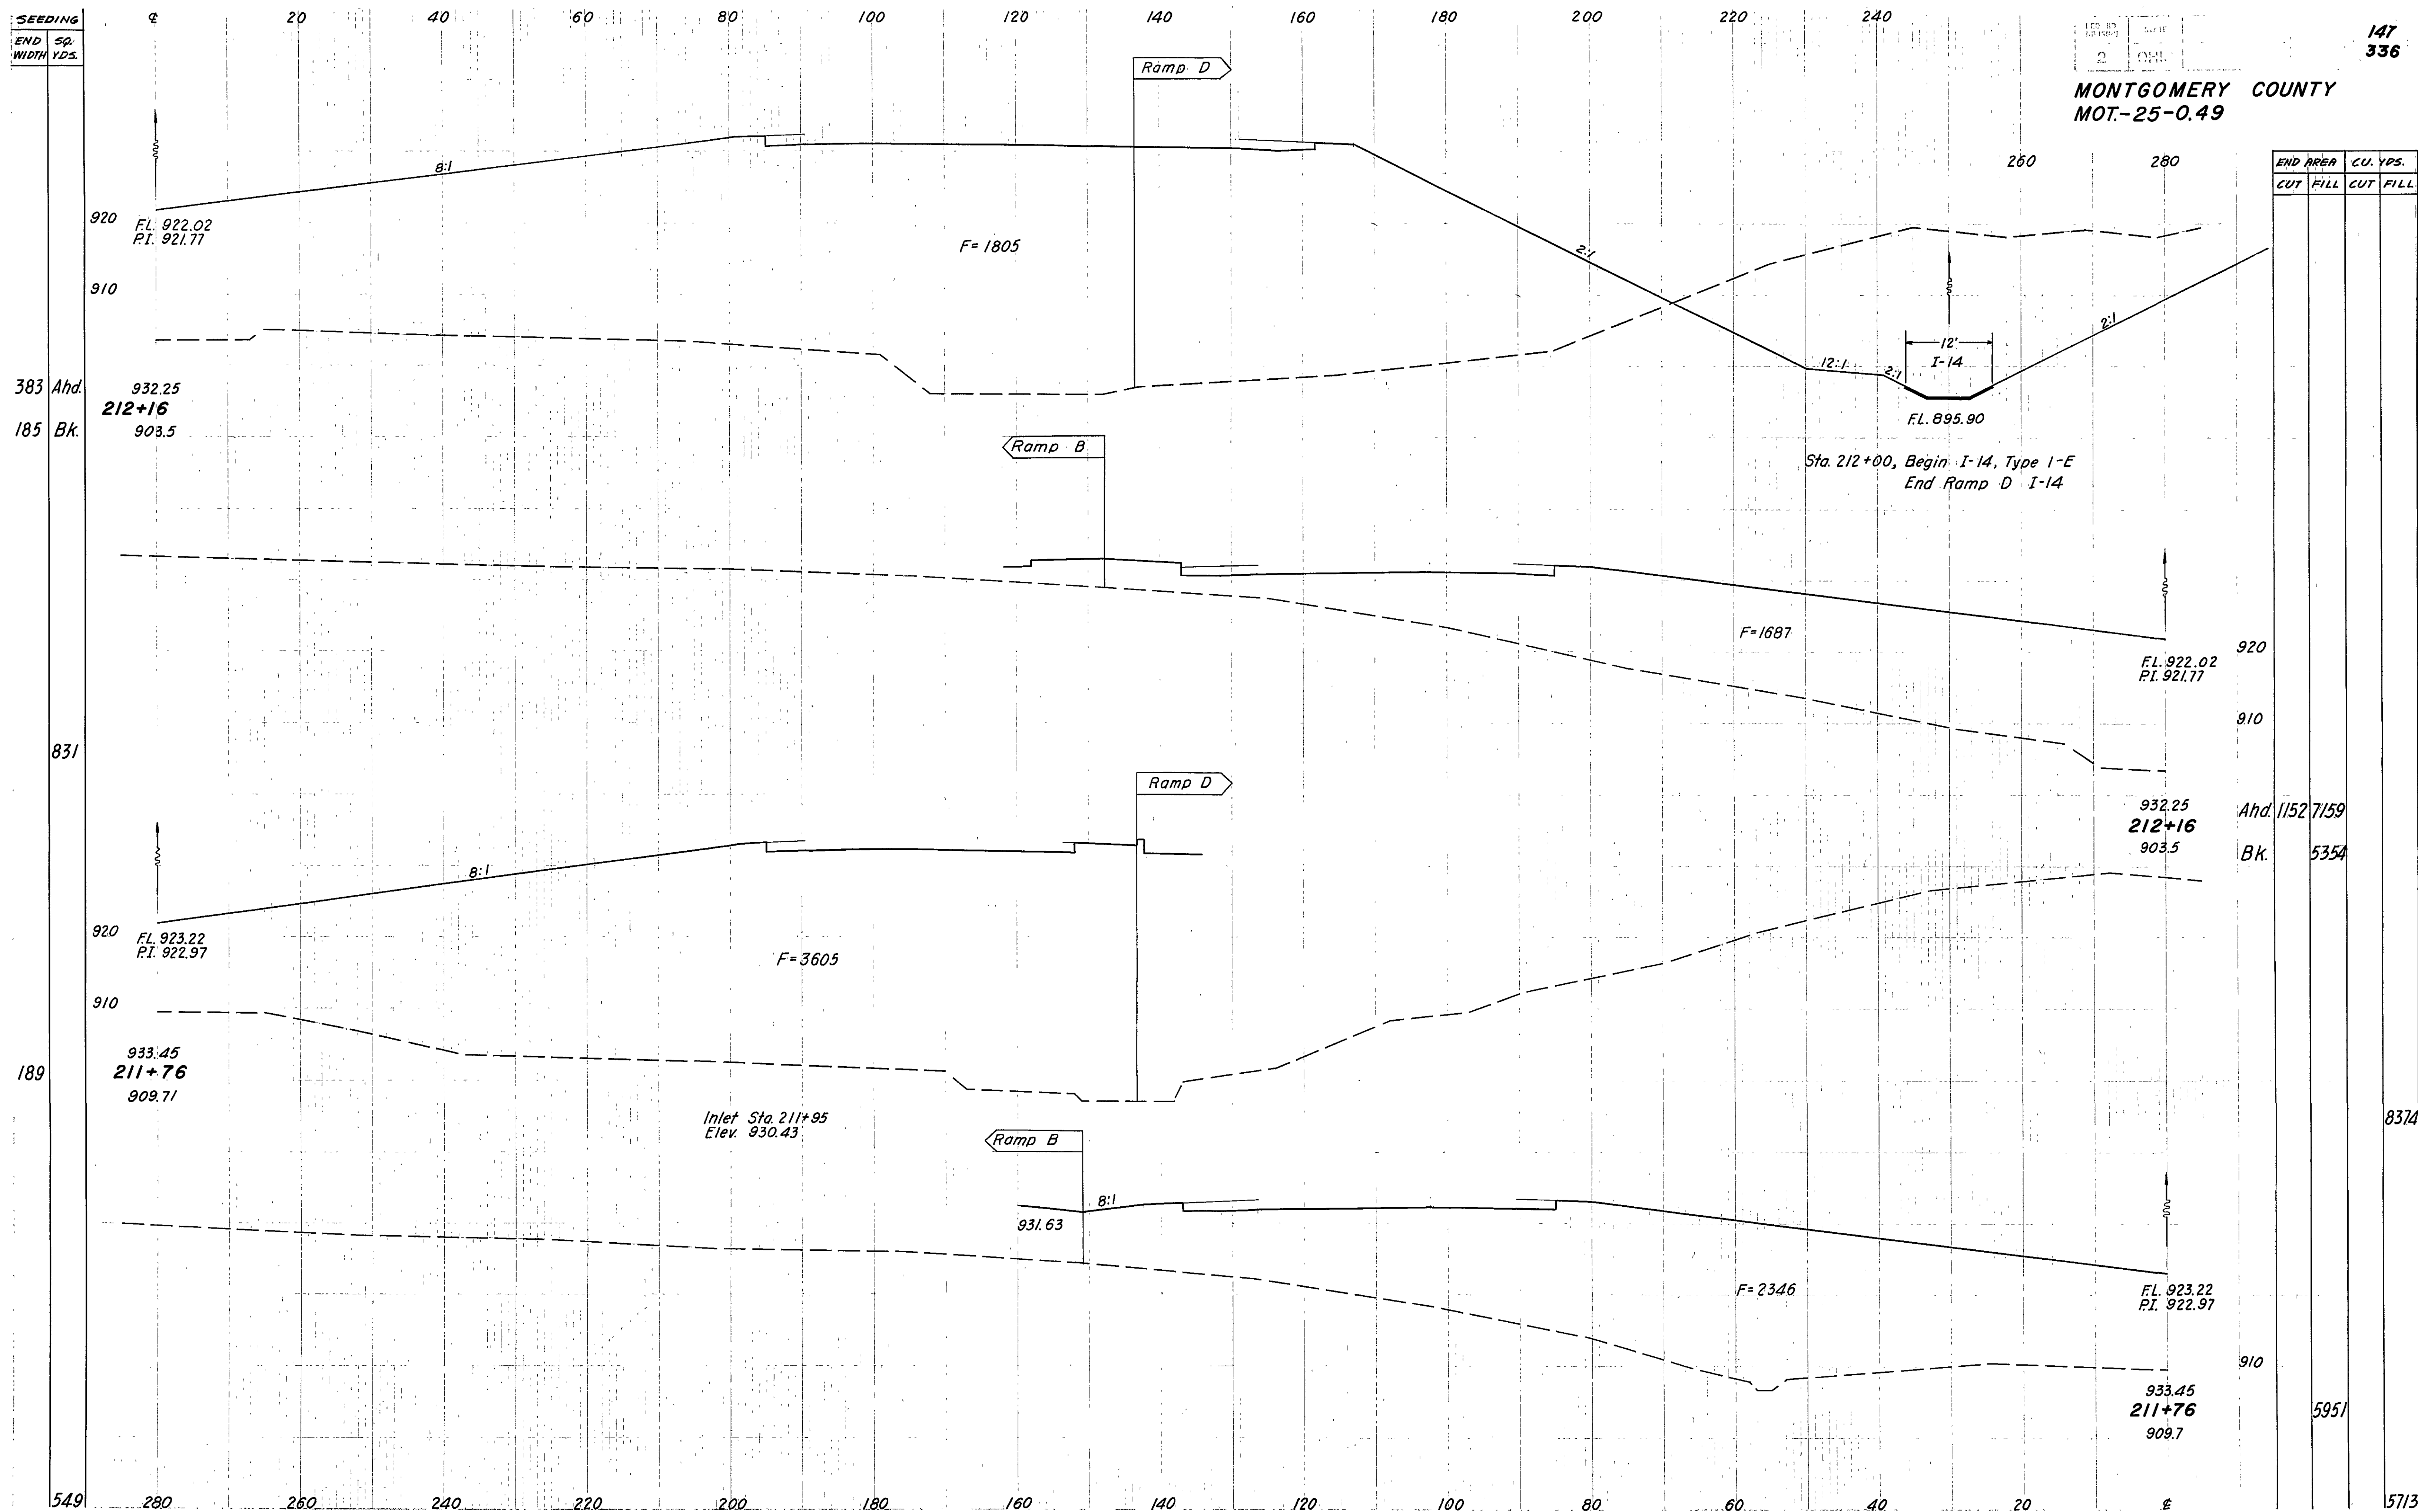 SEEDING
END WIDTH
SQ. YDS.
℄ 20 40 60 80 100 120 140 160 180 200 220 240
2
147
336
MONTGOMERY COUNTY
MOT.-25-0.49
260 280
END AREA
CU. YDS.
CUT FILL CUT FILL
Ramp D
8:1
920
F.L. 922.02
P.I. 921.77
F=1805
2:1
910
12'
I-14
2:1
12:1
2:1
383 Ahd.
932.25
212+16
185 Bk.
903.5
F.L. 895.90
Sta. 212+00, Begin I-14, Type 1-E
End Ramp D I-14
Ramp B
F=1687
920
F.L. 922.02
P.I. 921.77
910
831
Ramp D
932.25
212+16
903.5
Ahd. 1152 7159
Bk. 5354
8:1
920
F.L. 923.22
P.I. 922.97
F=3605
910
933.45
211+76
909.71
189
Inlet Sta. 211+95
Elev. 930.43
8374
Ramp B
8:1
931.63
F=2346
F.L. 923.22
P.I. 922.97
910
933.45
211+76
909.7
5951
549
280 260 240 220 200 180 160 140 120 100 80 60 40 20 ℄
5713